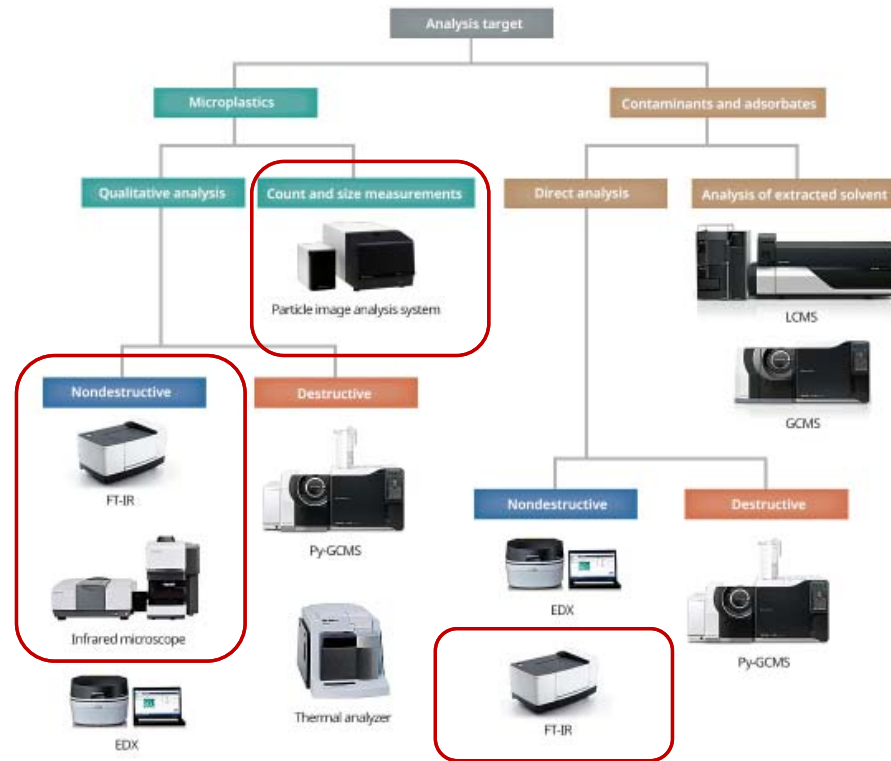 Analysis target
Microplastics
Contaminants and adsorbates
Qualitative analysis
Count and size measurements
Direct analysis
Analysis of extracted solvent
Particle image analysis system
LCMS
GCMS
Nondestructive
Destructive
FT-IR
Py-GCMS
Infrared microscope
Thermal analyzer
EDX
Nondestructive
Destructive
EDX
Py-GCMS
FT-IR